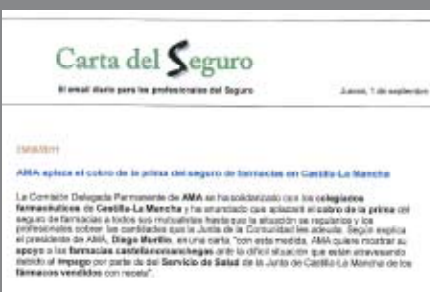 Carta del Seguro
El email diario para los profesionales del Seguro
Jueves, 1 de septiembre
AMA aplaza el cobro de la prima del seguro de farmacias en Castilla-La Mancha
La Comisión Delegada Permanente de AMA se ha solidarizado con los colegiados
farmacéuticos de Castilla-La Mancha y ha anunciado que aplazará el cobro de la prima del
seguro de farmacias a todos sus mutualistas hasta que la situación se regularice y los
profesionales cobren las cantidades que la Junta de la Comunidad les adeuda. Según explica
el presidente de AMA, Diego Murillo, en una carta, "con esta medida, AMA quiere mostrar su
apoyo a las farmacias castellanomanchegas ante la difícil situación que están atravesando
debido al impago por parte de del Servicio de Salud de la Junta de Castilla-La Mancha de los
fármacos vendidos con receta".